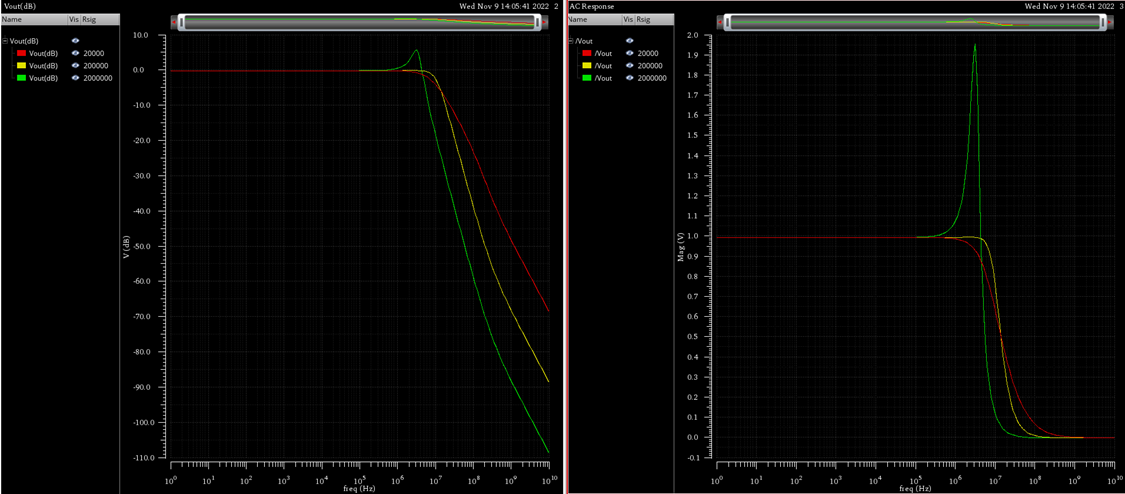 Vout(dB)
Wed Nov 9 14:05:41 2022 2
Name Vis Rsig
Vout(dB)
Vout(dB) 20000
Vout(dB) 200000
Vout(dB) 2000000
10.0
0.0
-10.0
-20.0
-30.0
-40.0
-50.0
-60.0
-70.0
-80.0
-90.0
-100.0
-110.0
V (dB)
10⁰ 10¹ 10² 10³ 10⁴ 10⁵ 10⁶ 10⁷ 10⁸ 10⁹ 10¹⁰
freq (Hz)
AC Response
Wed Nov 9 14:05:41 2022 3
Name Vis Rsig
/Vout
/Vout 20000
/Vout 200000
/Vout 2000000
2.0
1.9
1.8
1.7
1.6
1.5
1.4
1.3
1.2
1.1
1.0
0.9
0.8
0.7
0.6
0.5
0.4
0.3
0.2
0.1
0.0
-0.1
Mag (V)
10⁰ 10¹ 10² 10³ 10⁴ 10⁵ 10⁶ 10⁷ 10⁸ 10⁹ 10¹⁰
freq (Hz)